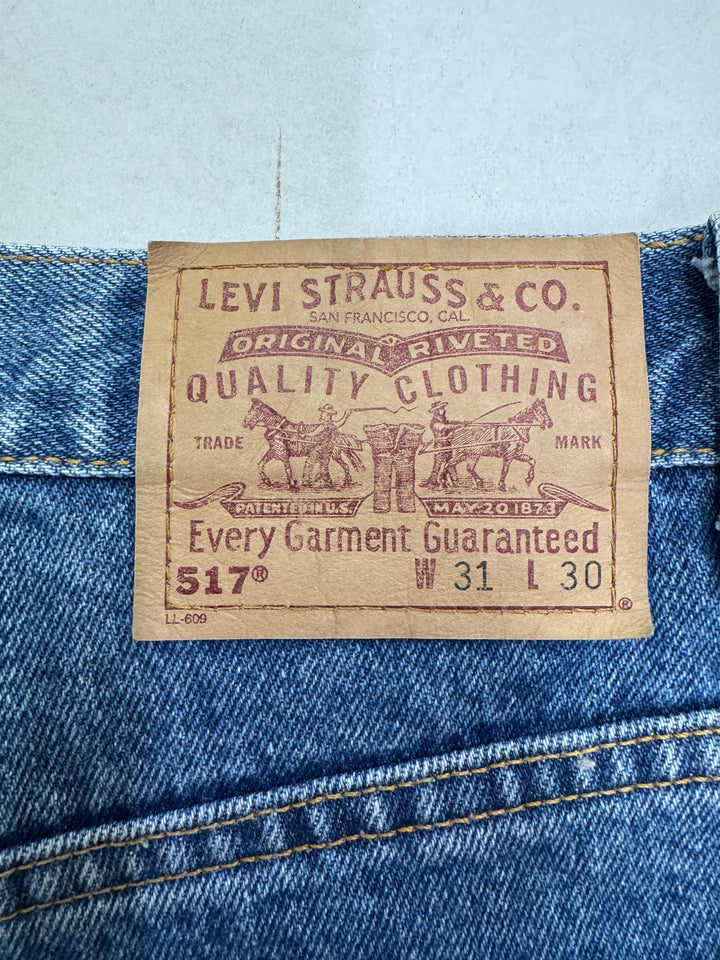 LEVI STRAUSS & CO.
SAN FRANCISCO, CAL.
ORIGINAL RIVETED
QUALITY CLOTHING
TRADE MARK
PATENTED IN U.S. MAY 20 1873
Every Garment Guaranteed
517® W 31 L 30
®
LL-609